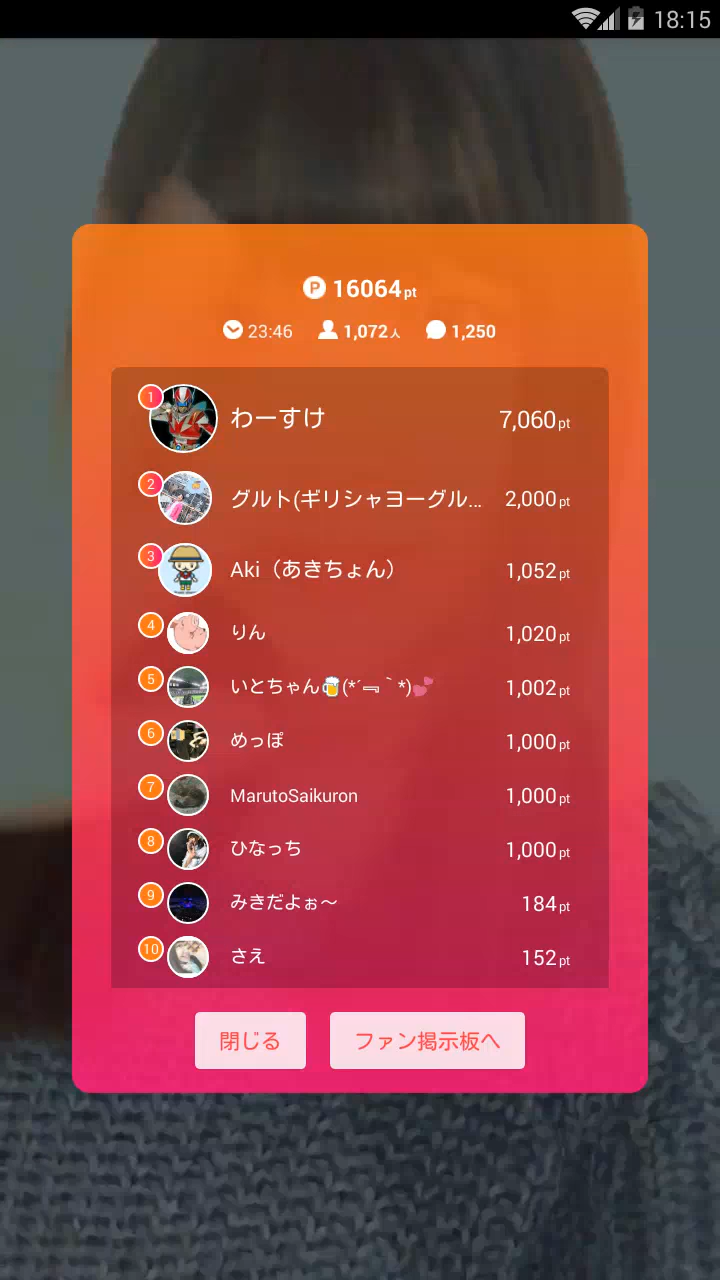 18:15
P 16064pt
23:46 1,072人 1,250
1 わーすけ 7,060pt
2 グルト(ギリシャヨーグル... 2,000pt
3 Aki（あきちょん） 1,052pt
4 りん 1,020pt
5 いとちゃん🍺(*´﹃｀*)💕 1,002pt
6 めっぽ 1,000pt
7 MarutoSaikuron 1,000pt
8 ひなっち 1,000pt
9 みきだよぉ〜 184pt
10 さえ 152pt
閉じる ファン掲示板へ